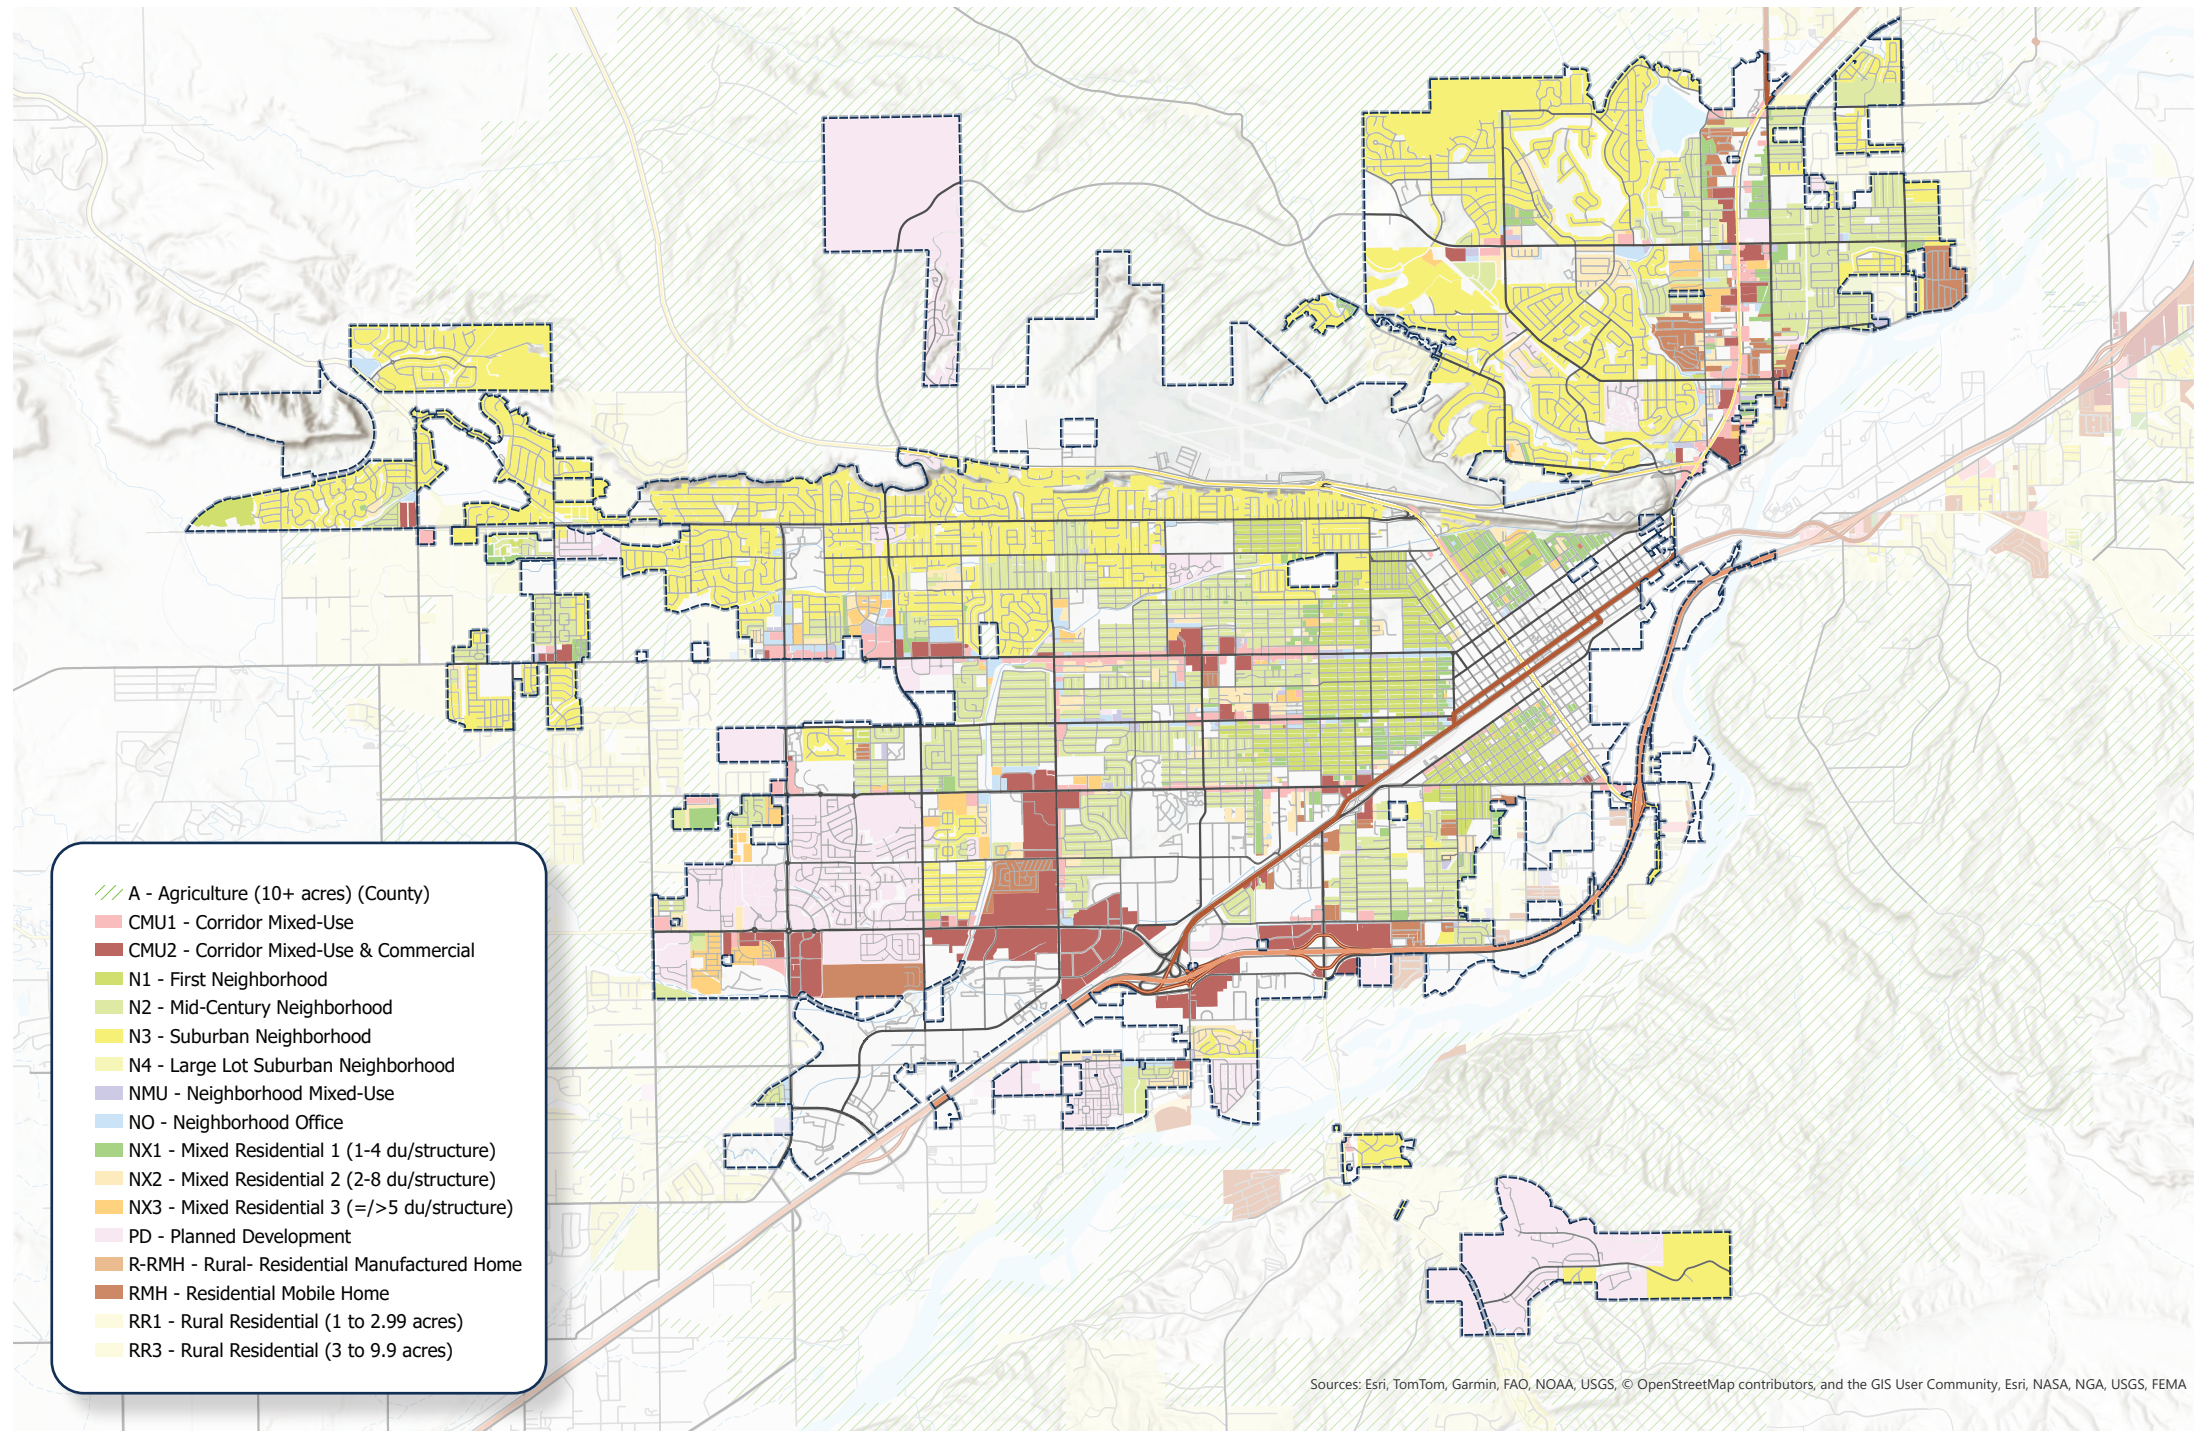 A - Agriculture (10+ acres) (County)
CMU1 - Corridor Mixed-Use
CMU2 - Corridor Mixed-Use & Commercial
N1 - First Neighborhood
N2 - Mid-Century Neighborhood
N3 - Suburban Neighborhood
N4 - Large Lot Suburban Neighborhood
NMU - Neighborhood Mixed-Use
NO - Neighborhood Office
NX1 - Mixed Residential 1 (1-4 du/structure)
NX2 - Mixed Residential 2 (2-8 du/structure)
NX3 - Mixed Residential 3 (=/>5 du/structure)
PD - Planned Development
R-RMH - Rural- Residential Manufactured Home
RMH - Residential Mobile Home
RR1 - Rural Residential (1 to 2.99 acres)
RR3 - Rural Residential (3 to 9.9 acres)
Sources: Esri, TomTom, Garmin, FAO, NOAA, USGS, © OpenStreetMap contributors, and the GIS User Community, Esri, NASA, NGA, USGS, FEMA